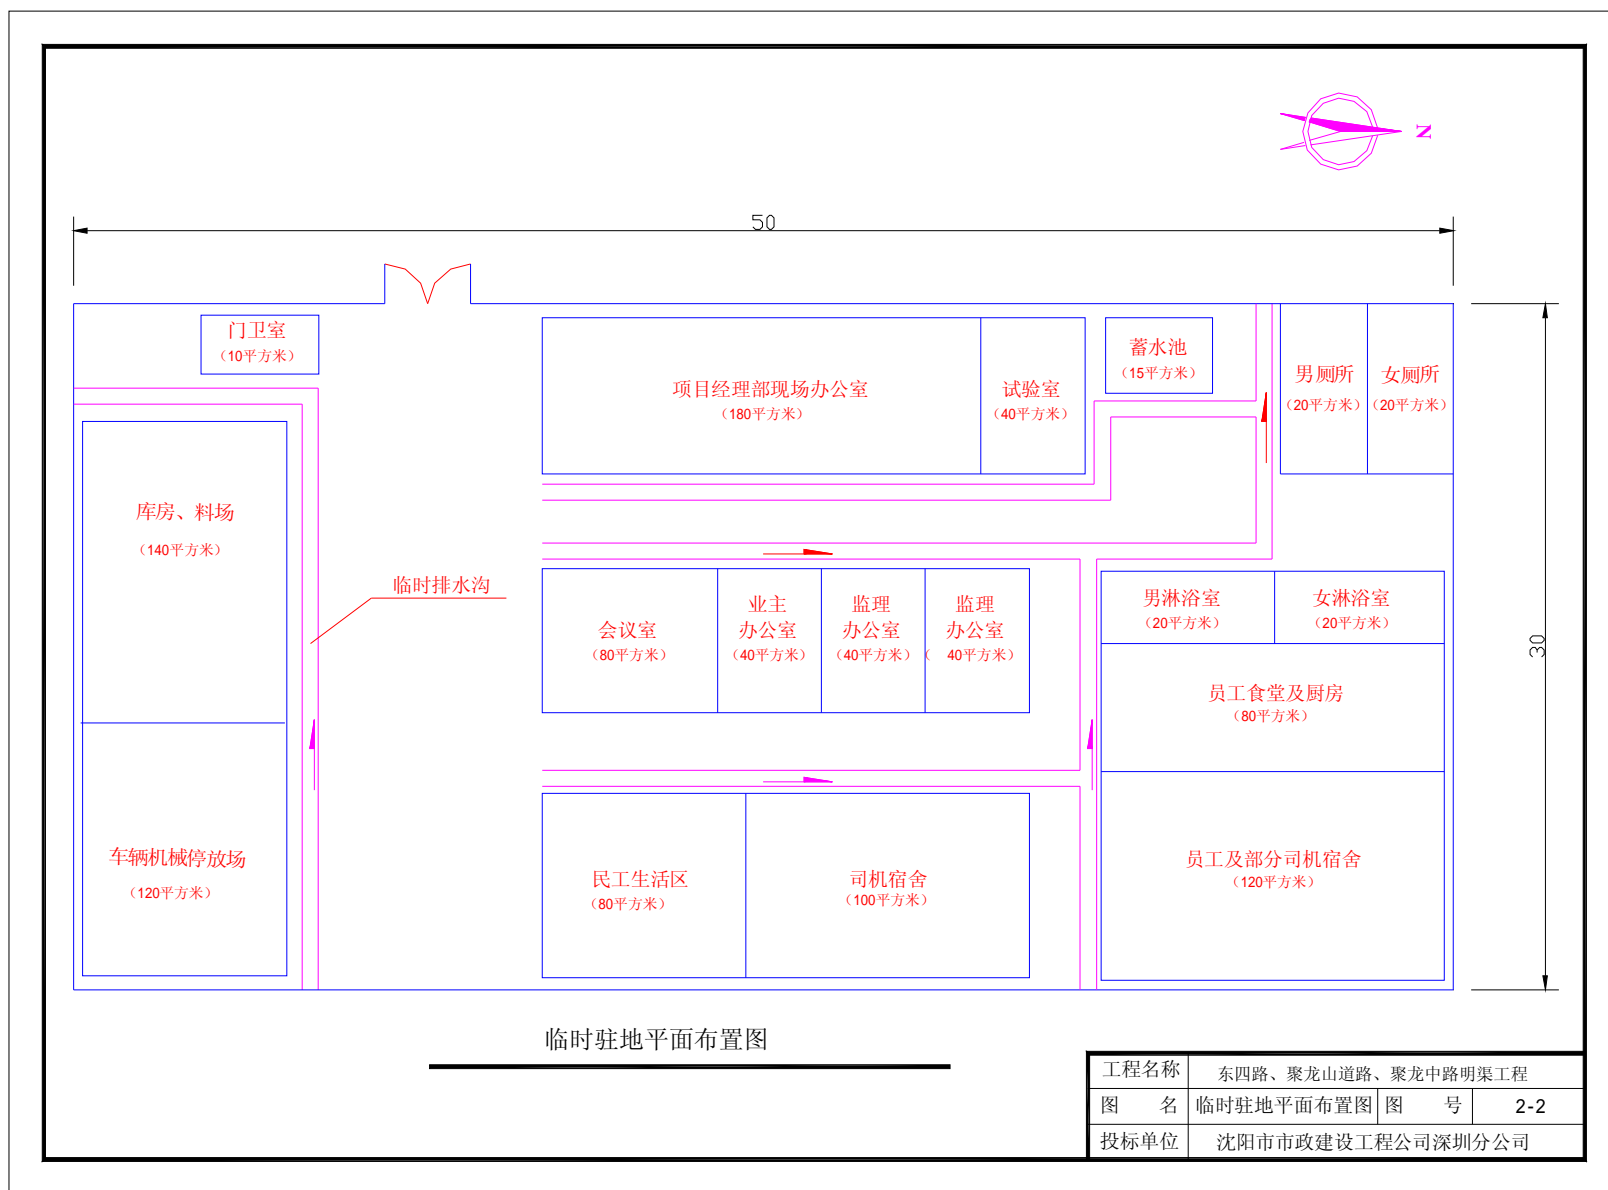 N
50
门卫室
（10平方米）
项目经理部现场办公室
（180平方米）
试验室
（40平方米）
蓄水池
（15平方米）
男厕所
（20平方米）
女厕所
（20平方米）
库房、料场
（140平方米）
临时排水沟
会议室
（80平方米）
业主
办公室
（40平方米）
监理
办公室
（40平方米）
监理
办公室
（ 40平方米）
男淋浴室
（20平方米）
女淋浴室
（20平方米）
30
员工食堂及厨房
（80平方米）
车辆机械停放场
（120平方米）
民工生活区
（80平方米）
司机宿舍
（100平方米）
员工及部分司机宿舍
（120平方米）
临时驻地平面布置图
工程名称 东四路、聚龙山道路、聚龙中路明渠工程
图 名 临时驻地平面布置图 图 号 2-2
投标单位 沈阳市市政建设工程公司深圳分公司